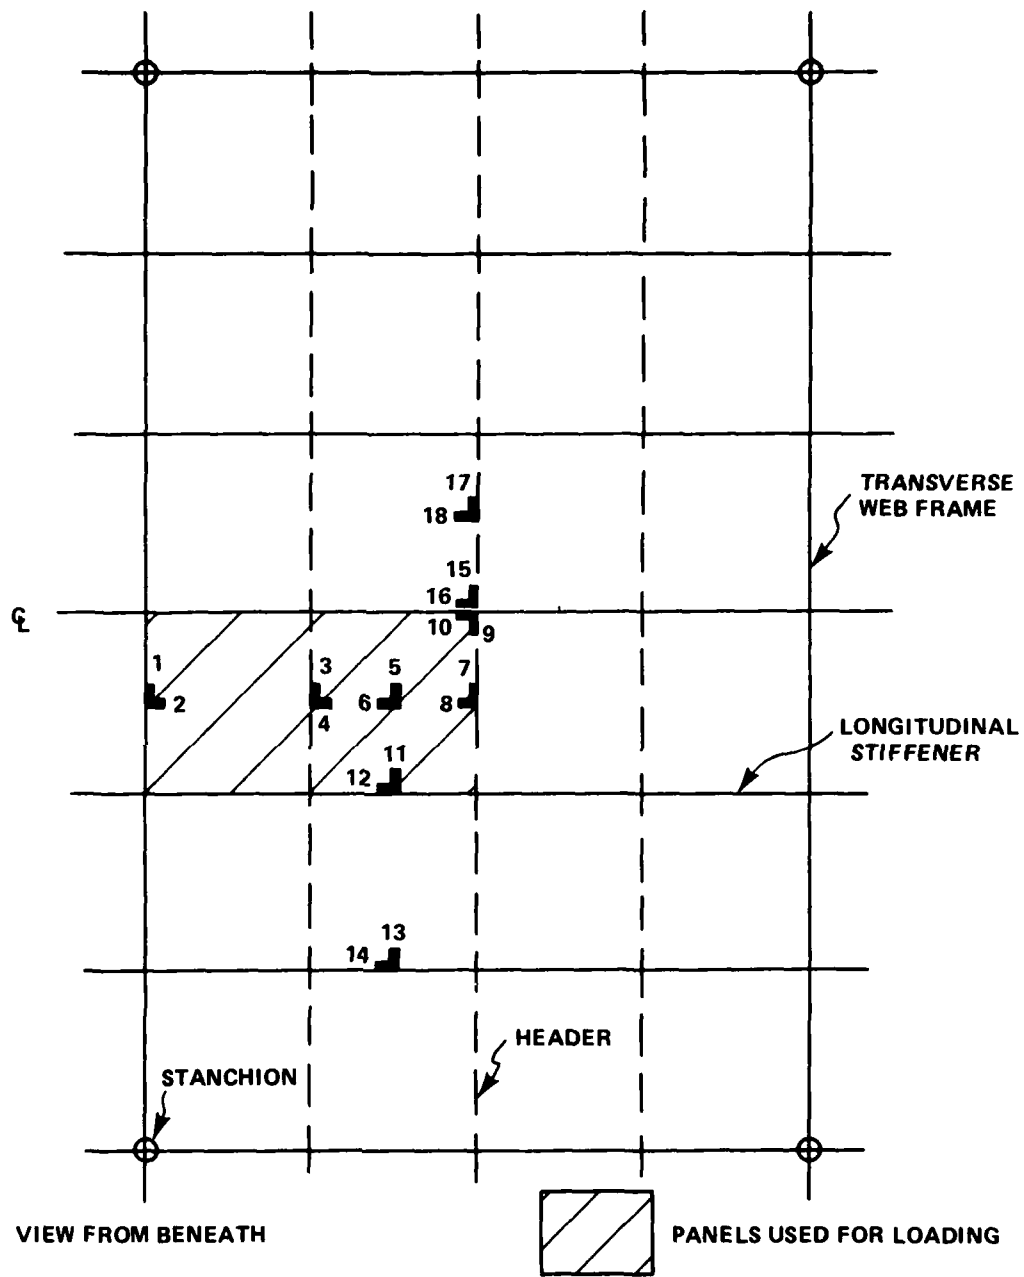 17
18
TRANSVERSE
WEB FRAME
15
16
℄
10
9
1
3
5
7
2
6
8
4
LONGITUDINAL
STIFFENER
11
12
13
14
HEADER
STANCHION
VIEW FROM BENEATH
PANELS USED FOR LOADING